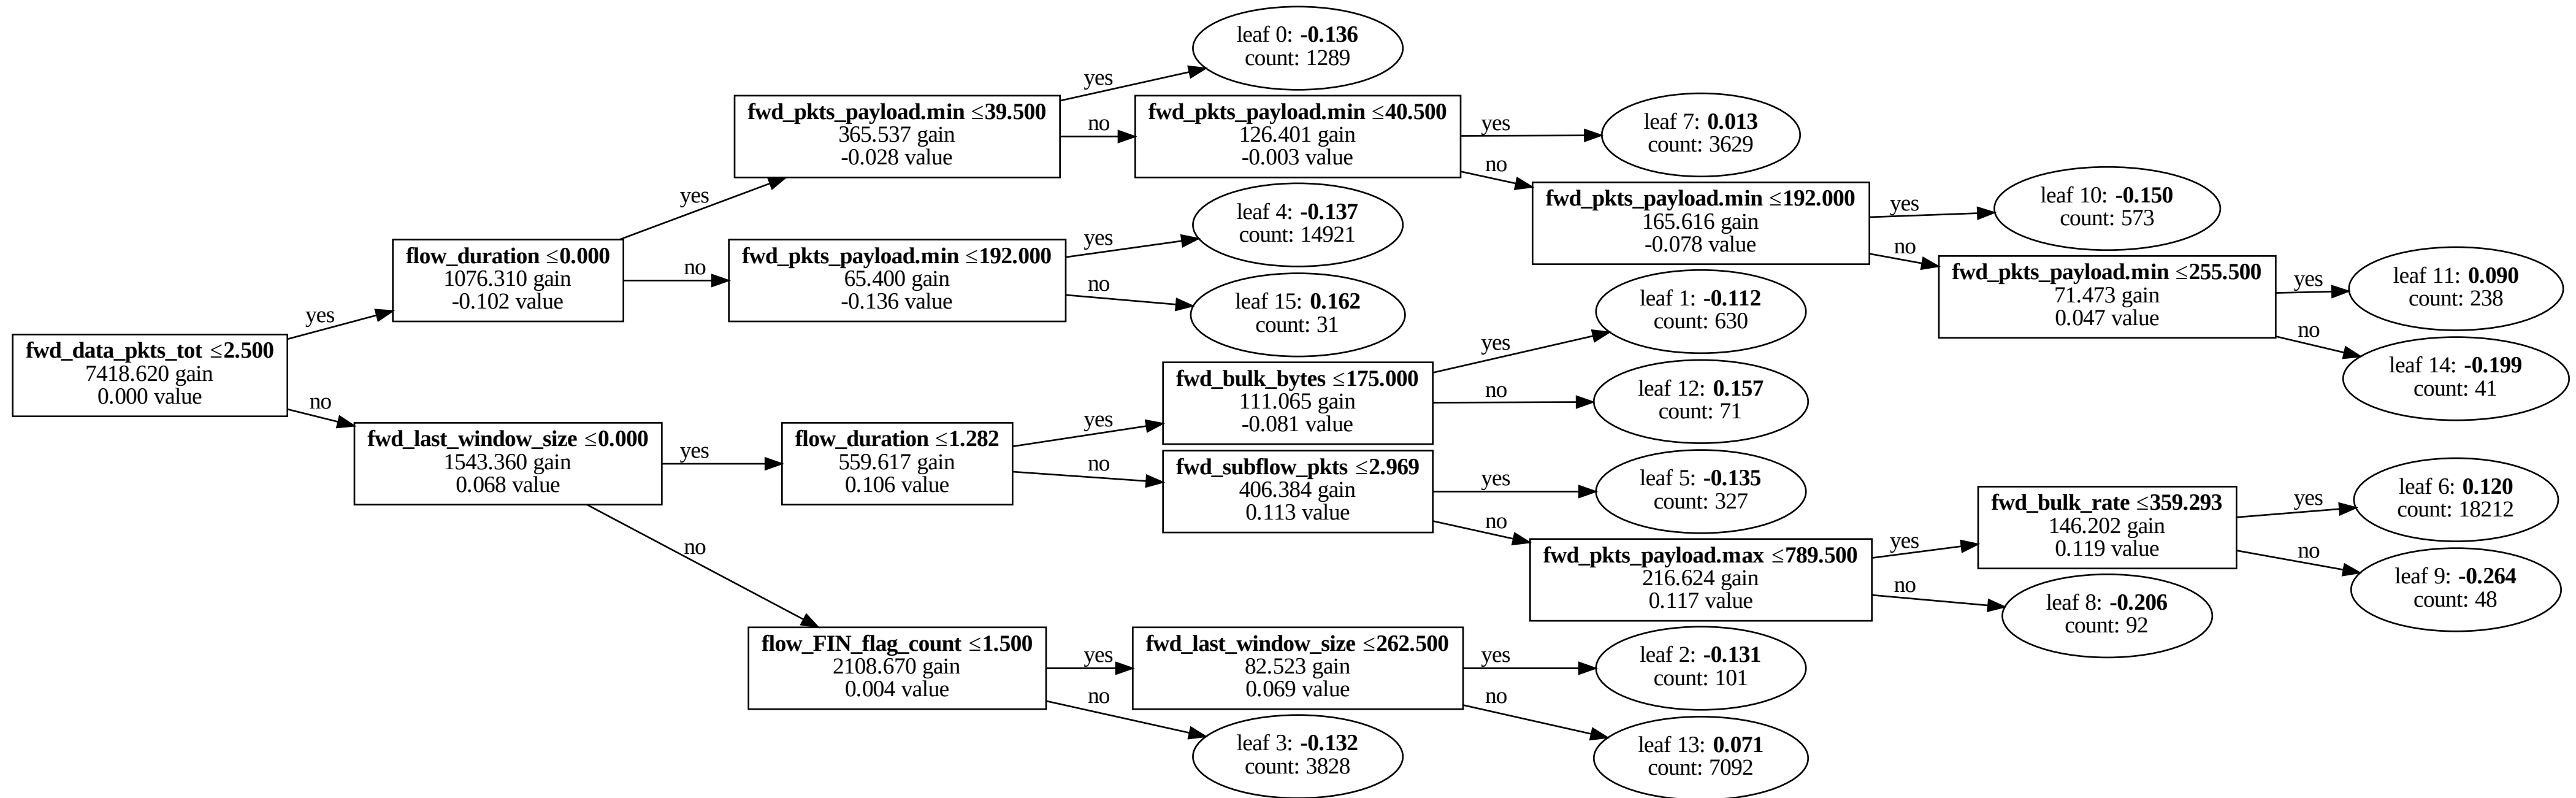 fwd_data_pkts_tot ≤2.500
7418.620 gain
0.000 value
yes
no
flow_duration ≤0.000
1076.310 gain
-0.102 value
yes
no
fwd_last_window_size ≤0.000
1543.360 gain
0.068 value
yes
no
fwd_pkts_payload.min ≤39.500
365.537 gain
-0.028 value
yes
no
fwd_pkts_payload.min ≤192.000
65.400 gain
-0.136 value
yes
no
flow_duration ≤1.282
559.617 gain
0.106 value
yes
no
flow_FIN_flag_count ≤1.500
2108.670 gain
0.004 value
yes
no
leaf 0: -0.136
count: 1289
fwd_pkts_payload.min ≤40.500
126.401 gain
-0.003 value
yes
no
leaf 4: -0.137
count: 14921
leaf 15: 0.162
count: 31
fwd_bulk_bytes ≤175.000
111.065 gain
-0.081 value
yes
no
fwd_subflow_pkts ≤2.969
406.384 gain
0.113 value
yes
no
fwd_last_window_size ≤262.500
82.523 gain
0.069 value
yes
no
leaf 3: -0.132
count: 3828
leaf 7: 0.013
count: 3629
fwd_pkts_payload.min ≤192.000
165.616 gain
-0.078 value
yes
no
leaf 1: -0.112
count: 630
leaf 12: 0.157
count: 71
leaf 5: -0.135
count: 327
fwd_pkts_payload.max ≤789.500
216.624 gain
0.117 value
yes
no
leaf 2: -0.131
count: 101
leaf 13: 0.071
count: 7092
leaf 10: -0.150
count: 573
fwd_pkts_payload.min ≤255.500
71.473 gain
0.047 value
yes
no
fwd_bulk_rate ≤359.293
146.202 gain
0.119 value
yes
no
leaf 8: -0.206
count: 92
leaf 11: 0.090
count: 238
leaf 14: -0.199
count: 41
leaf 6: 0.120
count: 18212
leaf 9: -0.264
count: 48